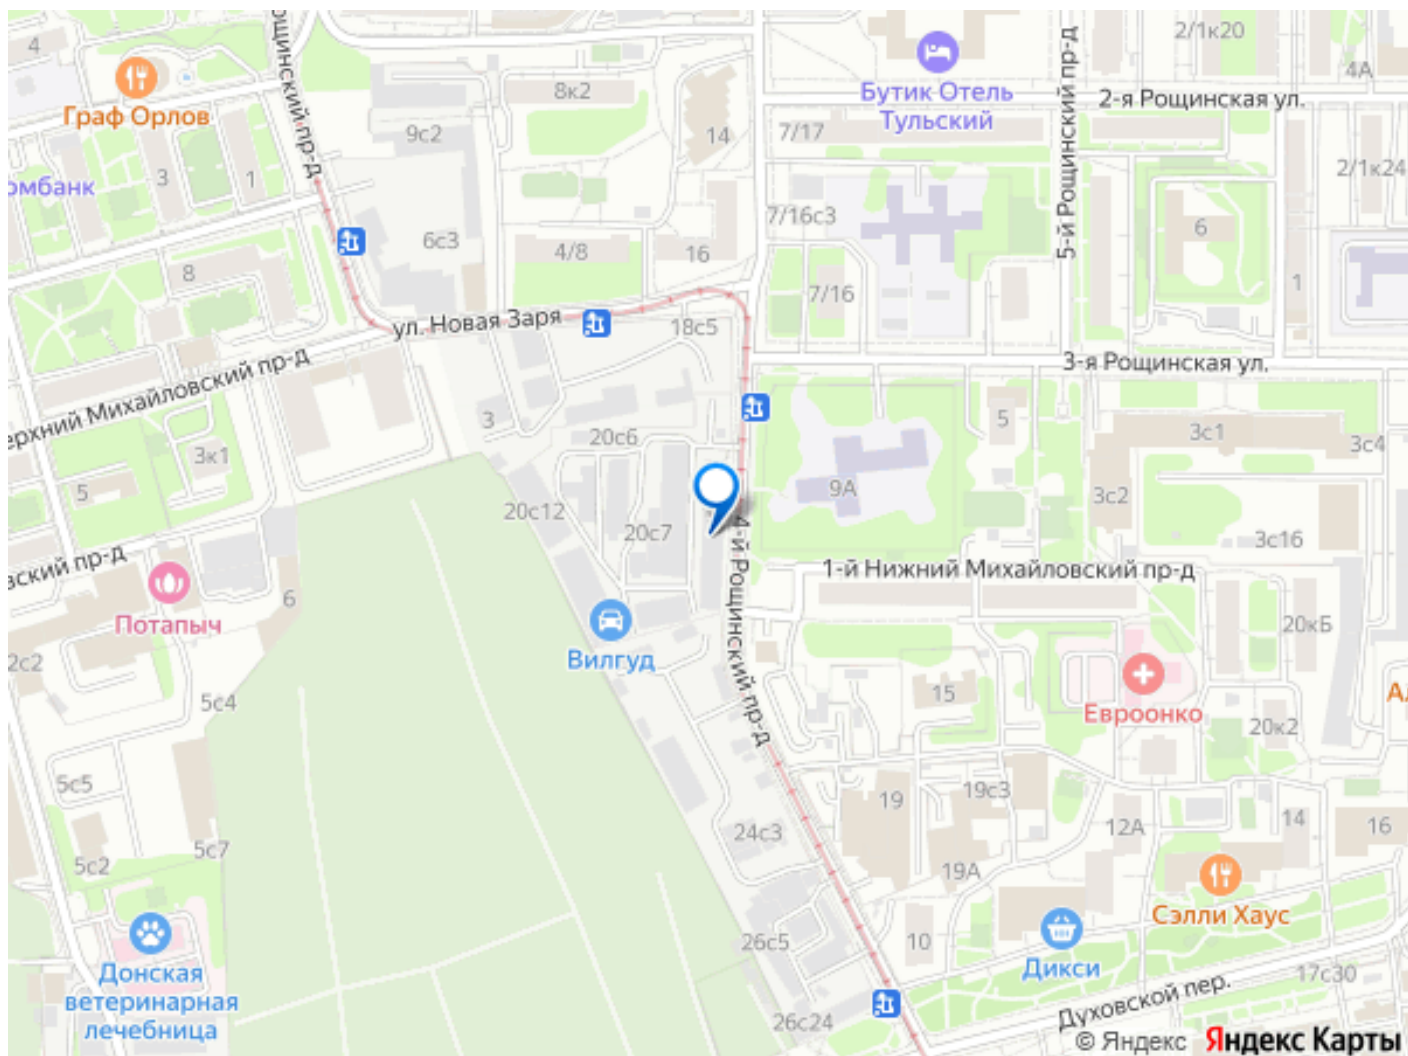 4
Граф Орлов
ощинский пр-д
9с2
8к2
14
Бутик Отель
Тульский
2/1к20
4А
2-я Рощинская ул.
5-й Рощинский пр-д
7/17
3
1
омбанк
2/1к24
7/16с3
6с3
4/8
16
6
8
7/16
1
ул. Новая Заря
18с5
3-я Рощинская ул.
ерхний Михайловский пр-д
3
5
20с6
3с1
3с4
3к1
5
9А
3с2
20с12
20с7
4-й Рощинский пр-д
3с16
вский пр-д
1-й Нижний Михайловский пр-д
6
Потапыч
20кБ
Вилгуд
2с2
15
Евроонко
5с4
Ал
20к2
5с5
19
19с3
12А
14
16
24с3
5с7
5с2
19А
Сэлли Хаус
26с5
10
Дикси
Донская
ветеринарная
лечебница
17с30
Духовской пер.
26с24
© Яндекс Яндекс Карты